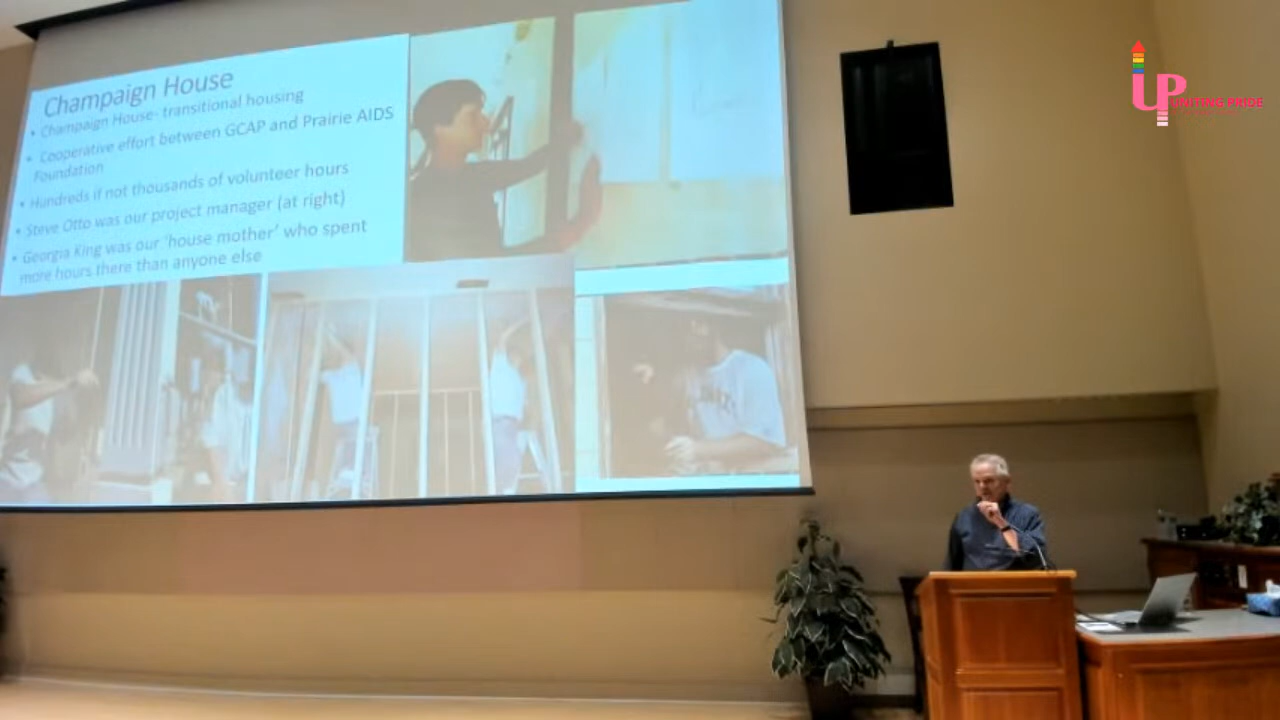 Champaign House
• Champaign House- transitional housing
• Cooperative effort between GCAP and Prairie AIDS
Foundation
• Hundreds if not thousands of volunteer hours
• Steve Otto was our project manager (at right)
• Georgia King was our 'house mother' who spent
more hours there than anyone else
UP
UNITING PRIDE